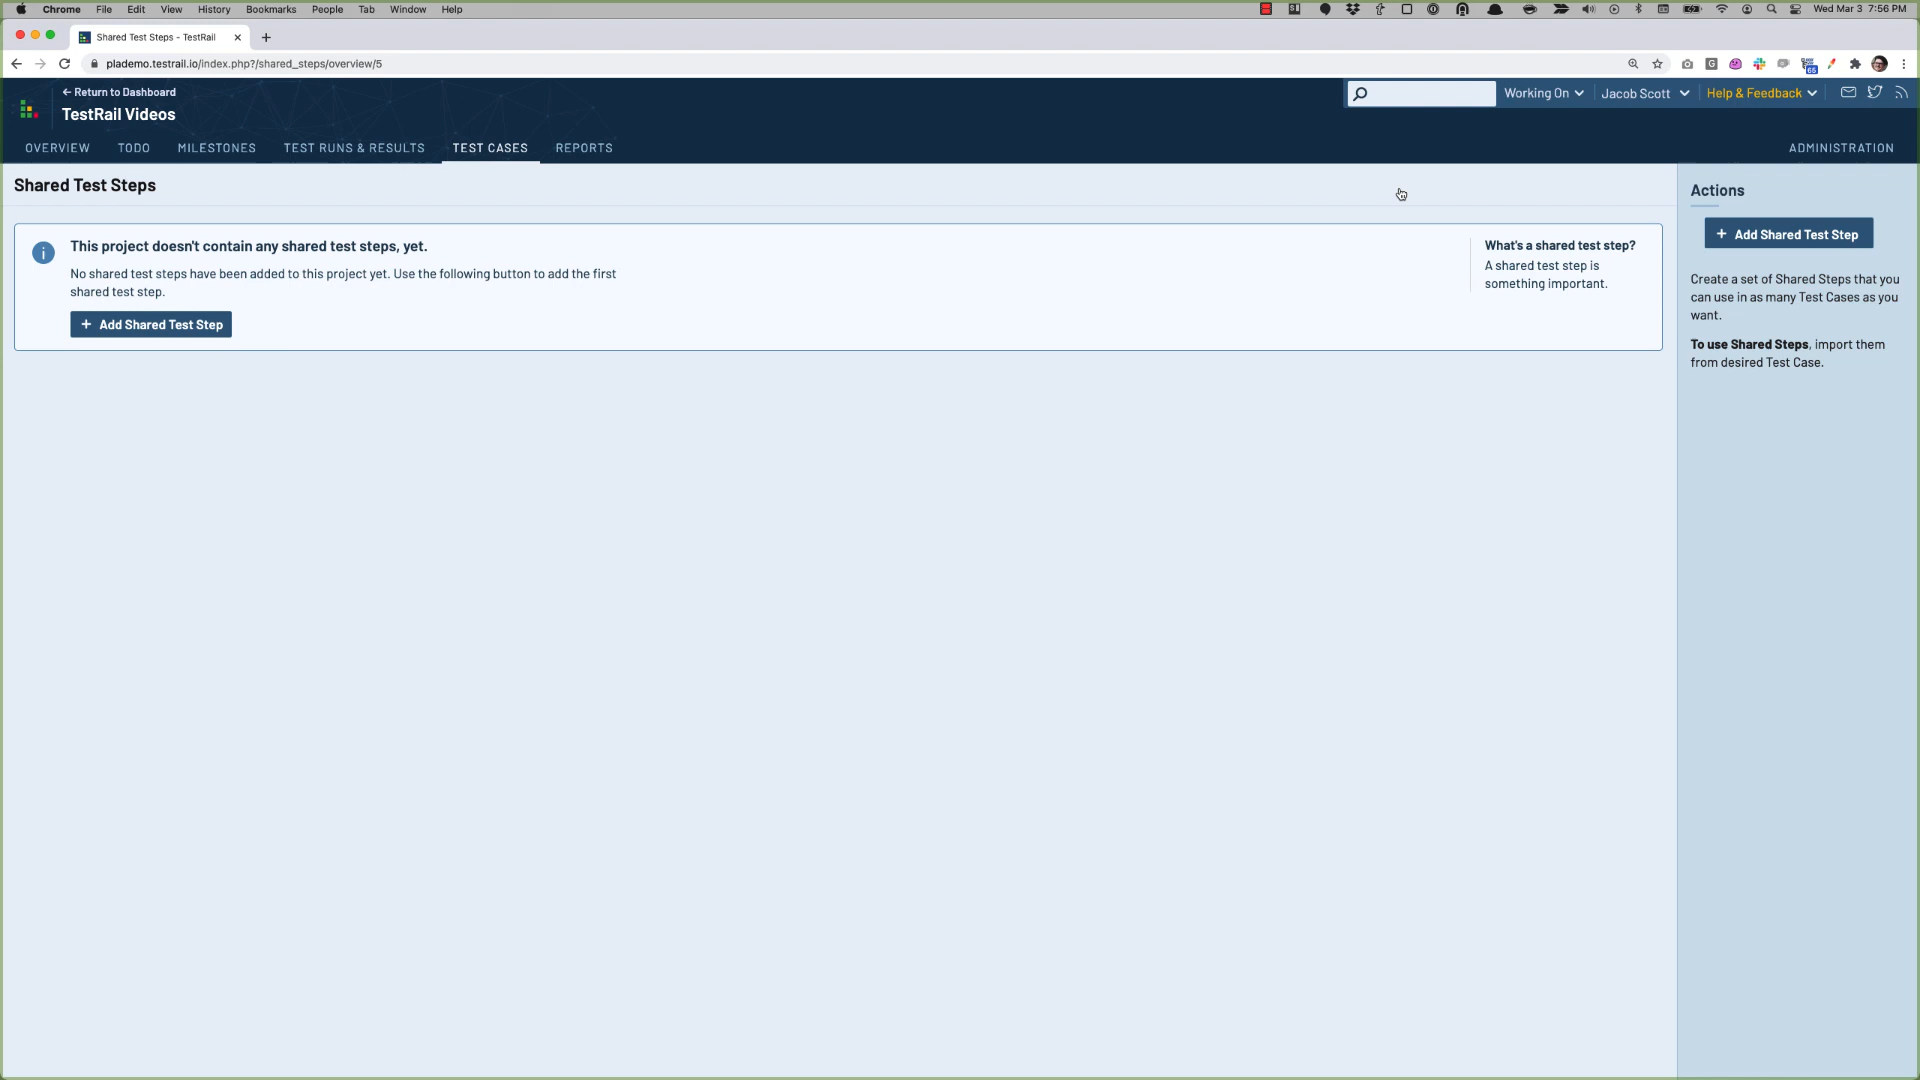 Chrome File Edit View History Bookmarks People Tab Window Help Wed Mar 3 7:56 PM
Shared Test Steps - TestRail
plademo.testrail.io/index.php?/shared_steps/overview/5
65
Return to Dashboard
TestRail Videos
Working On Jacob Scott Help & Feedback
OVERVIEW TODO MILESTONES TEST RUNS & RESULTS TEST CASES REPORTS ADMINISTRATION
Shared Test Steps
This project doesn't contain any shared test steps, yet.
No shared test steps have been added to this project yet. Use the following button to add the first
shared test step.
+ Add Shared Test Step
What's a shared test step?
A shared test step is
something important.
Actions
+ Add Shared Test Step
Create a set of Shared Steps that you
can use in as many Test Cases as you
want.
To use Shared Steps, import them
from desired Test Case.